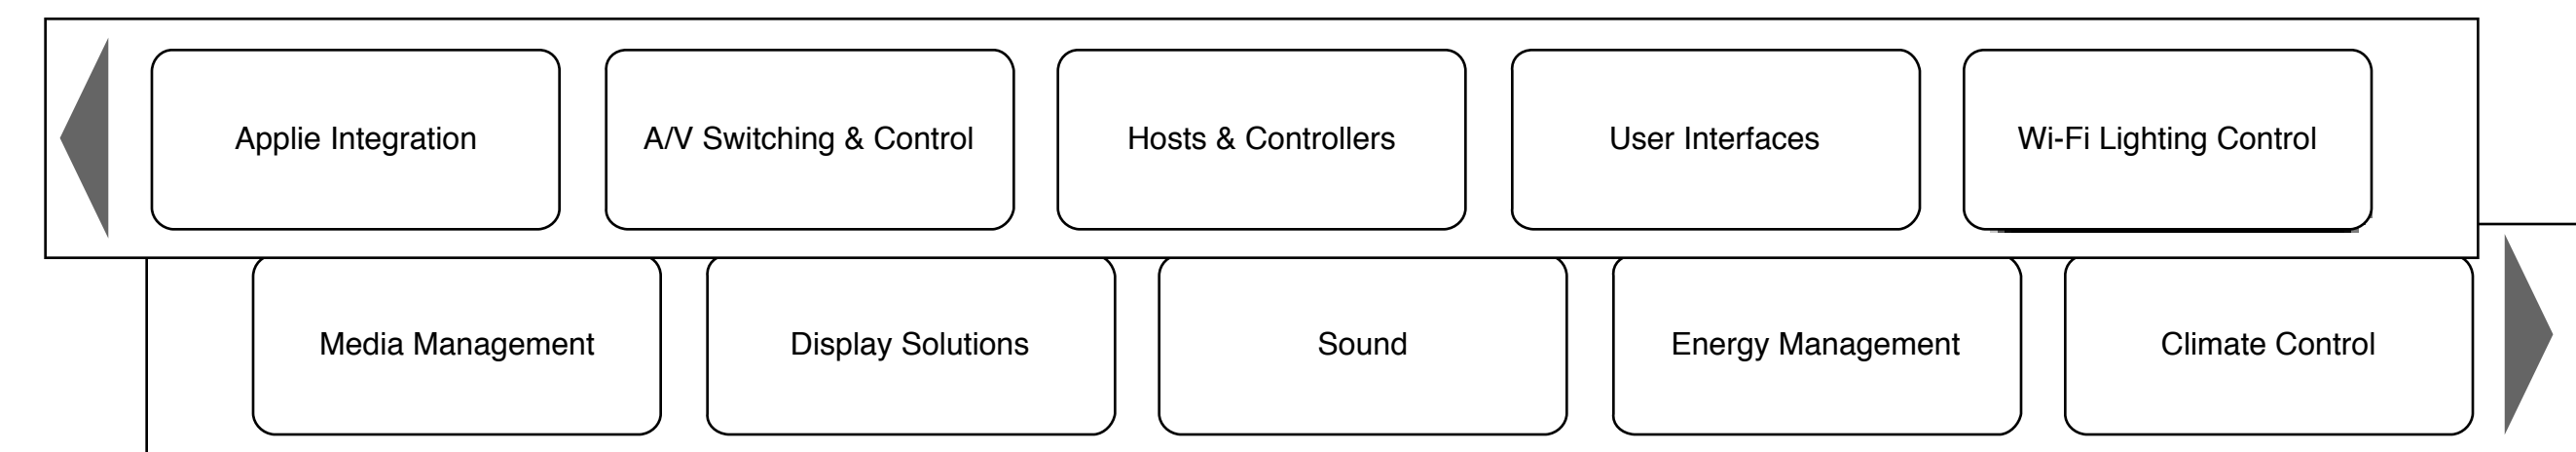 Applie Integration
A/V Switching & Control
Hosts & Controllers
User Interfaces
Wi-Fi Lighting Control
Media Management
Display Solutions
Sound
Energy Management
Climate Control